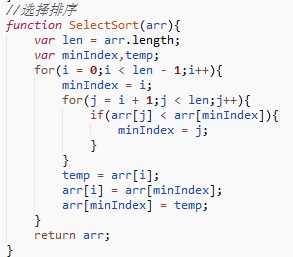 //选择排序
function SelectSort(arr){
    var len = arr.length;
    var minIndex,temp;
    for(i = 0;i < len - 1;i++){
        minIndex = i;
        for(j = i + 1;j < len;j++){
            if(arr[j] < arr[minIndex]){
                minIndex = j;
            }
        }
        temp = arr[i];
        arr[i] = arr[minIndex];
        arr[minIndex] = temp;
    }
    return arr;
}